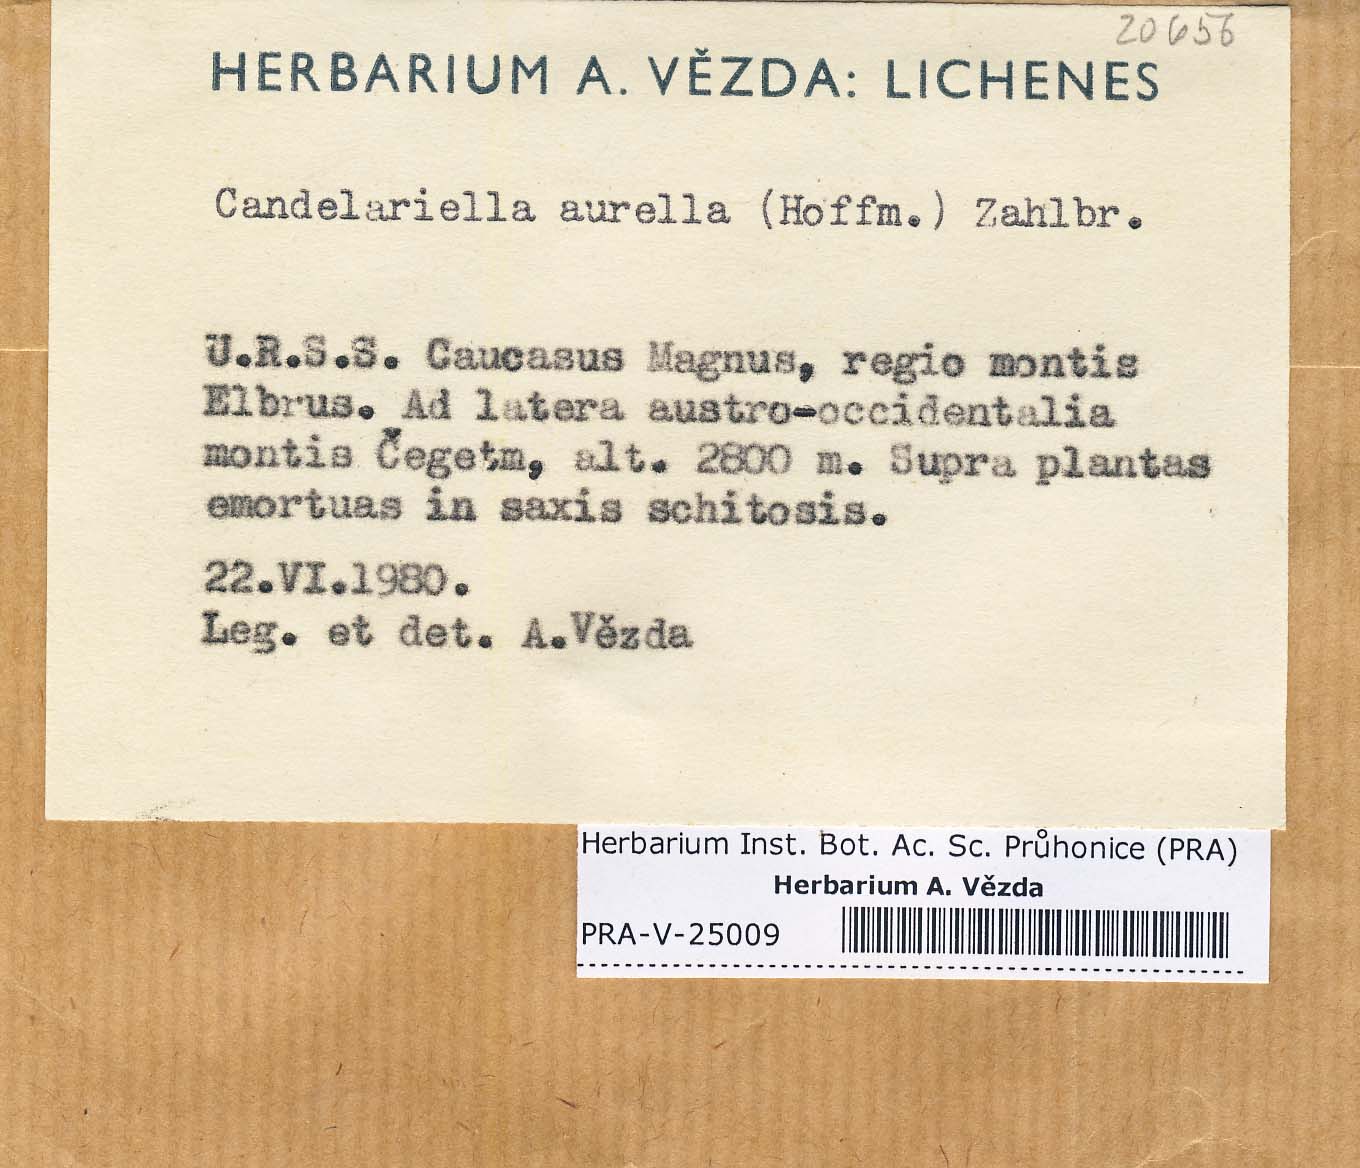 20656
HERBARIUM A. VĚZDA: LICHENES
Candelariella aurella (Hoffm.) Zahlbr.
U.R.S.S. Caucasus Magnus, regio montis
Elbrus. Ad latera austro-occidentalia
montis Čegetm, alt. 2800 m. Supra plantas
emortuas in saxis schitosis.
22.VI.1980.
Leg. et det. A.Vězda
Herbarium Inst. Bot. Ac. Sc. Průhonice (PRA)
Herbarium A. Vězda
PRA-V-25009